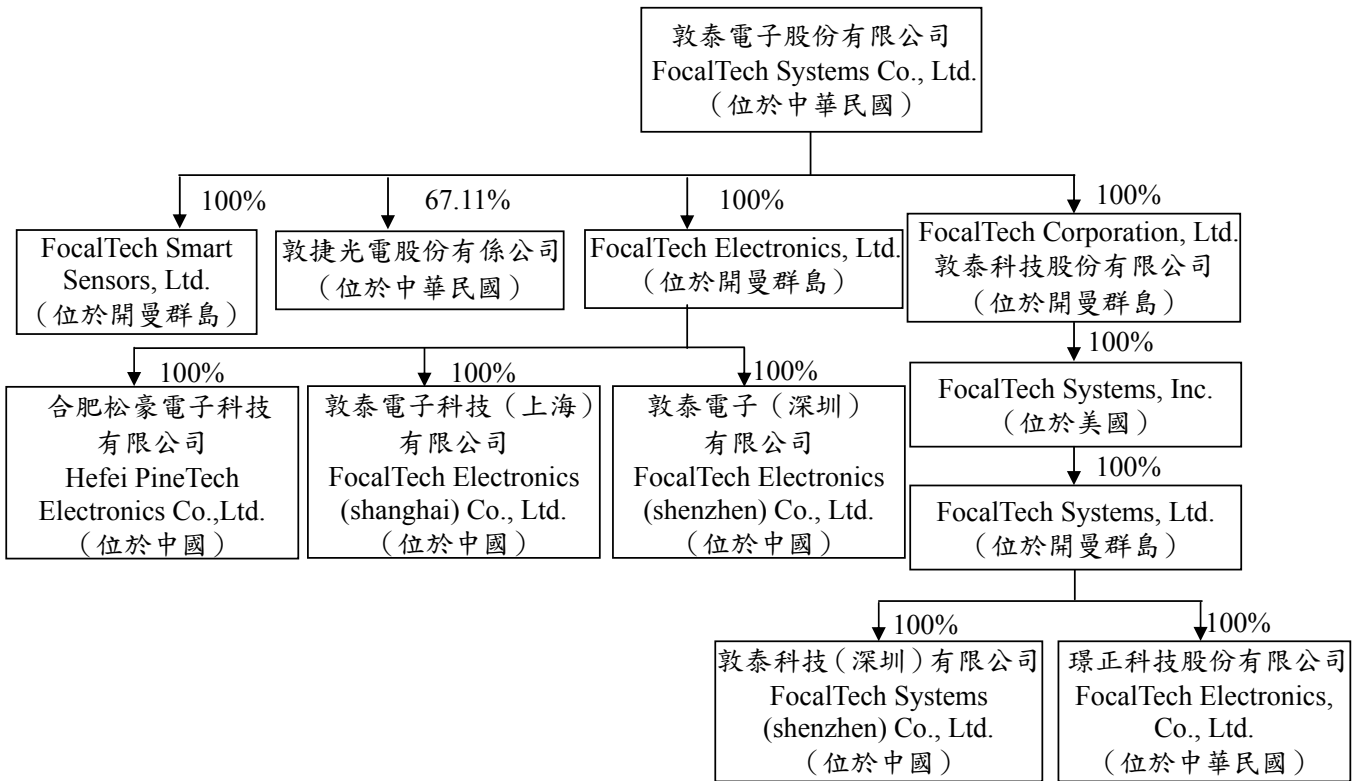 敦泰電子股份有限公司
FocalTech Systems Co., Ltd.
（位於中華民國）
100%
67.11%
100%
100%
FocalTech Smart
Sensors, Ltd.
（位於開曼群島）
敦捷光電股份有係公司
（位於中華民國）
FocalTech Electronics, Ltd.
（位於開曼群島）
FocalTech Corporation, Ltd.
敦泰科技股份有限公司
（位於開曼群島）
100%
100%
100%
100%
合肥松豪電子科技
有限公司
Hefei PineTech
Electronics Co.,Ltd.
（位於中國）
敦泰電子科技（上海）
有限公司
FocalTech Electronics
(shanghai) Co., Ltd.
（位於中國）
敦泰電子（深圳）
有限公司
FocalTech Electronics
(shenzhen) Co., Ltd.
（位於中國）
FocalTech Systems, Inc.
（位於美國）
100%
FocalTech Systems, Ltd.
（位於開曼群島）
100%
100%
敦泰科技（深圳）有限公司
FocalTech Systems
(shenzhen) Co., Ltd.
（位於中國）
璟正科技股份有限公司
FocalTech Electronics,
Co., Ltd.
（位於中華民國）